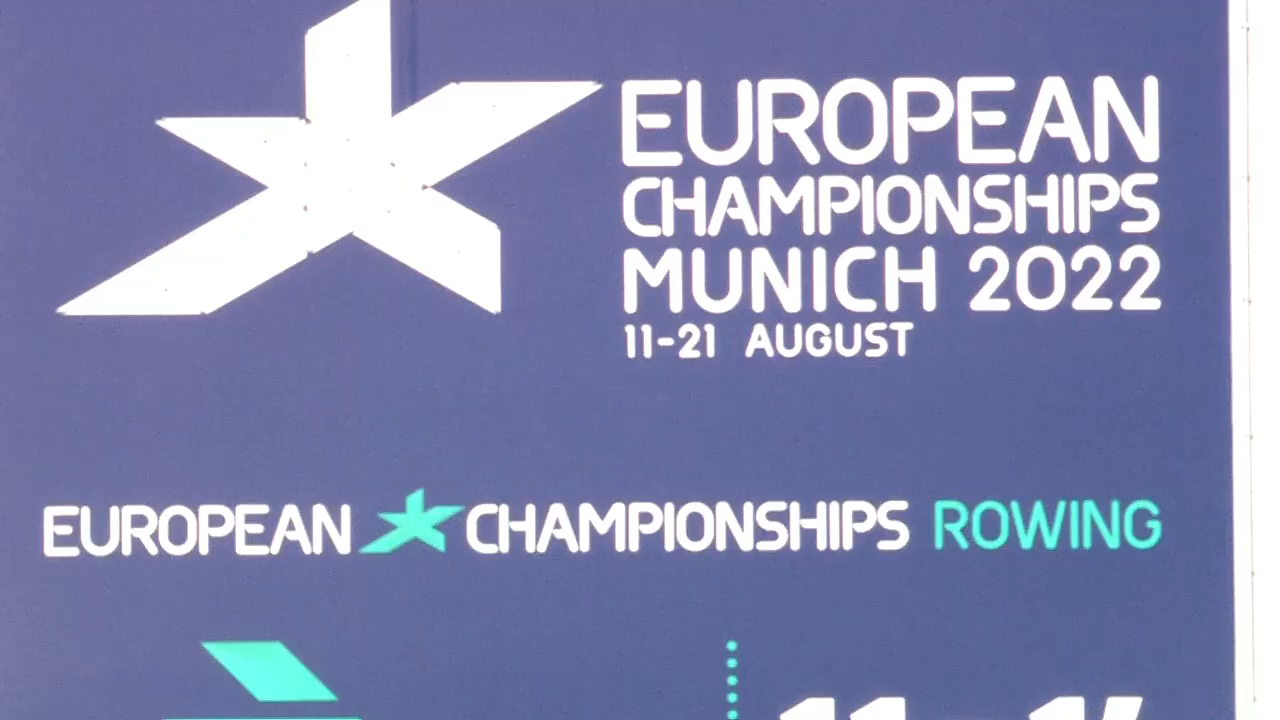 EUROPEAN
CHAMPIONSHIPS
MUNICH 2022
11-21 AUGUST
EUROPEAN CHAMPIONSHIPS ROWING